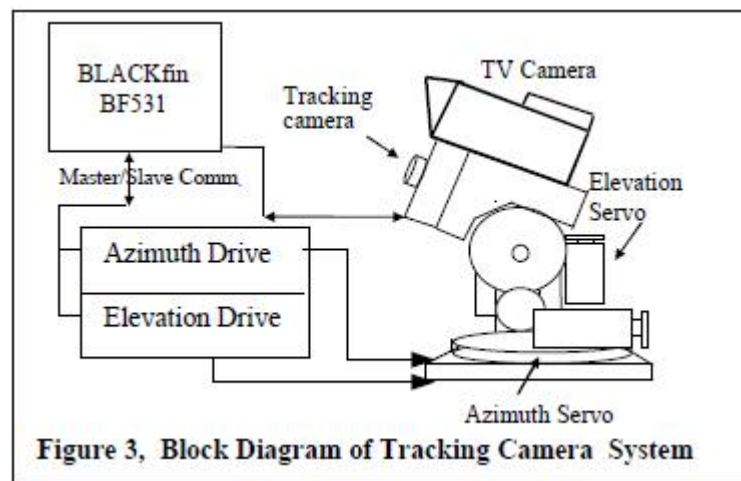 BLACKfin
BF531
TV Camera
Tracking
camera
Master/Slave Comm.
Elevation
Servo
Azimuth Drive
Elevation Drive
Azimuth Servo
Figure 3, Block Diagram of Tracking Camera System